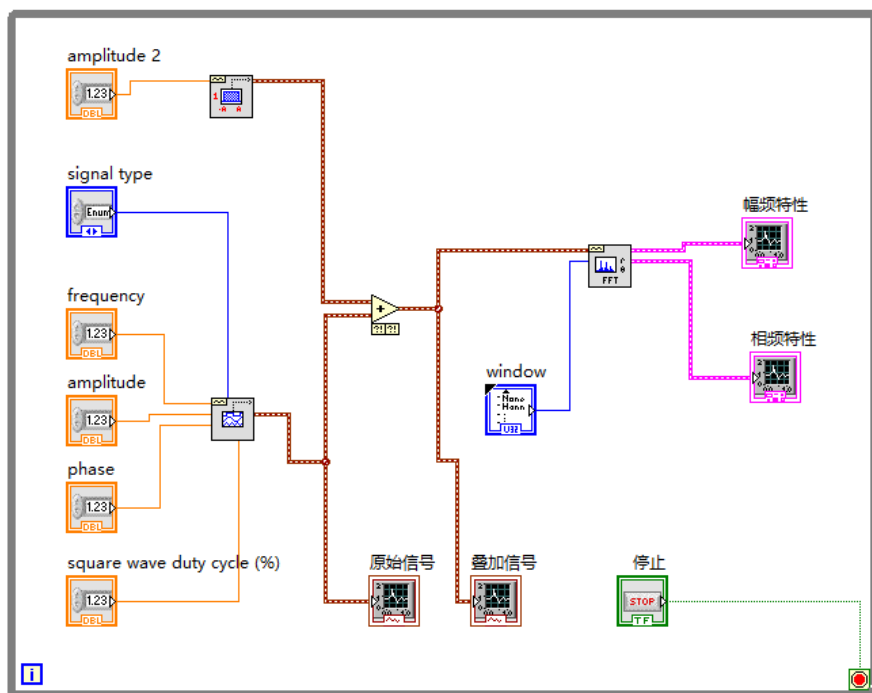 amplitude 2
1.23
DBL
1
-A A
signal type
Enum
frequency
1.23
DBL
amplitude
1.23
DBL
phase
1.23
DBL
square wave duty cycle (%)
1.23
DBL
+
?!?!
FFT
幅频特性
相频特性
window
None
Hann
U32
原始信号
叠加信号
停止
STOP
TF
i